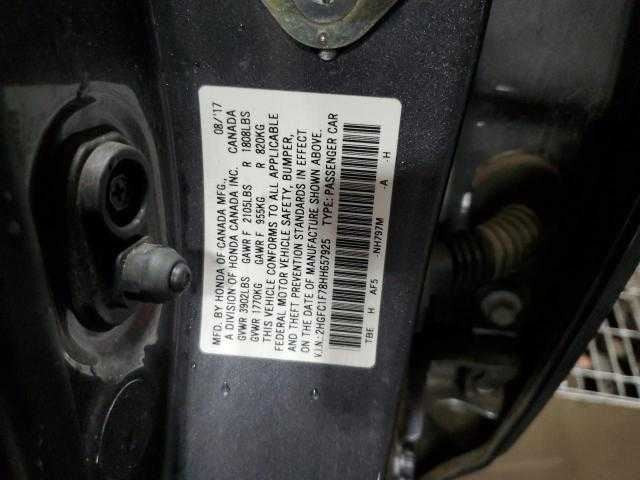 MFD. BY HONDA OF CANADA MFG., 08/'17
A DIVISION OF HONDA CANADA INC. CANADA
GVWR 3902LBS GAWR F 2105LBS R 1808LBS
GVWR 1770KG GAWR F 955KG R 820KG
THIS VEHICLE CONFORMS TO ALL APPLICABLE
FEDERAL MOTOR VEHICLE SAFETY, BUMPER,
AND THEFT PREVENTION STANDARDS IN EFFECT
ON THE DATE OF MANUFACTURE SHOWN ABOVE.
V.I.N.:2HGFC1F78HH657925 TYPE:PASSENGER CAR
TBE H AF5 -NH797M -A -H